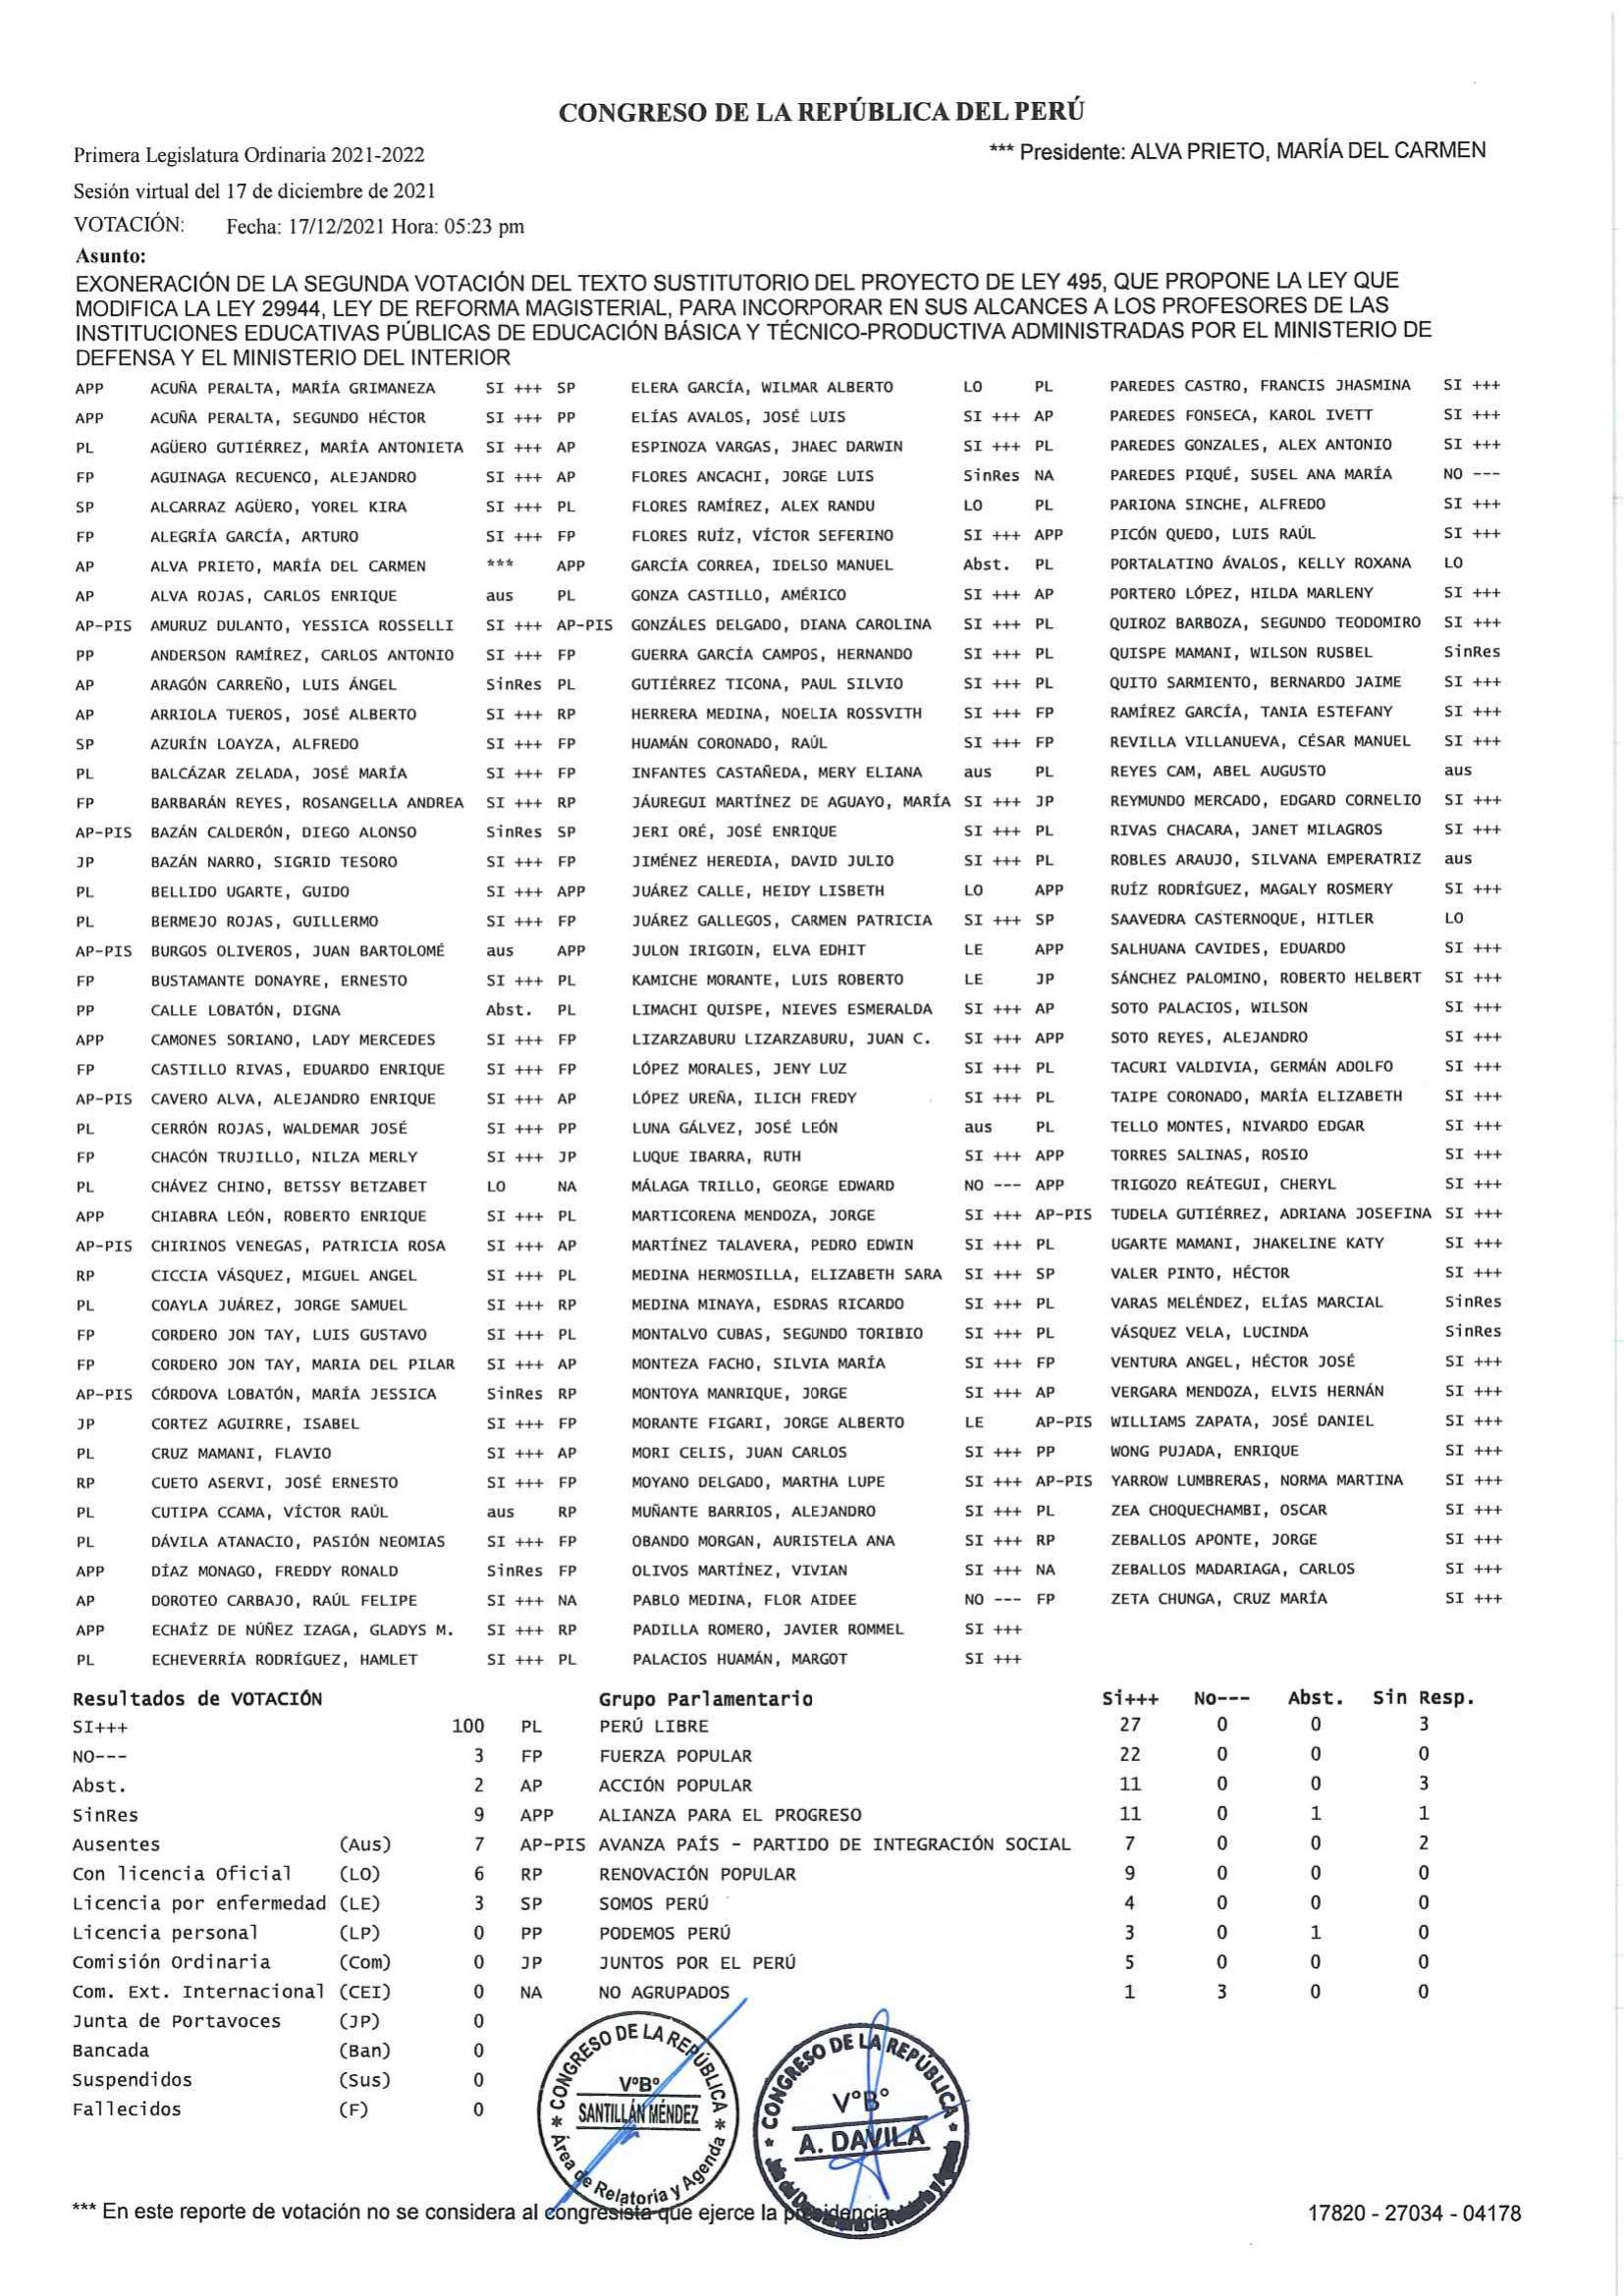 CONGRESO DE LA REPÚBLICA DEL PERÚ
Primera Legislatura Ordinaria 2021-2022 *** Presidente: ALVA PRIETO, MARÍA DEL CARMEN
Sesión virtual del 17 de diciembre de 2021
VOTACIÓN: Fecha: 17/12/2021 Hora: 05:23 pm
Asunto:
EXONERACIÓN DE LA SEGUNDA VOTACIÓN DEL TEXTO SUSTITUTORIO DEL PROYECTO DE LEY 495, QUE PROPONE LA LEY QUE
MODIFICA LA LEY 29944, LEY DE REFORMA MAGISTERIAL, PARA INCORPORAR EN SUS ALCANCES A LOS PROFESORES DE LAS
INSTITUCIONES EDUCATIVAS PÚBLICAS DE EDUCACIÓN BÁSICA Y TÉCNICO-PRODUCTIVA ADMINISTRADAS POR EL MINISTERIO DE
DEFENSA Y EL MINISTERIO DEL INTERIOR
APP ACUÑA PERALTA, MARÍA GRIMANEZA SI +++ SP ELERA GARCÍA, WILMAR ALBERTO LO PL PAREDES CASTRO, FRANCIS JHASMINA SI +++
APP ACUÑA PERALTA, SEGUNDO HÉCTOR SI +++ PP ELÍAS AVALOS, JOSÉ LUIS SI +++ AP PAREDES FONSECA, KAROL IVETT SI +++
PL AGÜERO GUTIÉRREZ, MARÍA ANTONIETA SI +++ AP ESPINOZA VARGAS, JHAEC DARWIN SI +++ PL PAREDES GONZALES, ALEX ANTONIO SI +++
FP AGUINAGA RECUENCO, ALEJANDRO SI +++ AP FLORES ANCACHI, JORGE LUIS SinRes NA PAREDES PIQUÉ, SUSEL ANA MARÍA NO ---
SP ALCARRAZ AGÜERO, YOREL KIRA SI +++ PL FLORES RAMÍREZ, ALEX RANDU LO PL PARIONA SINCHE, ALFREDO SI +++
FP ALEGRÍA GARCÍA, ARTURO SI +++ FP FLORES RUÍZ, VÍCTOR SEFERINO SI +++ APP PICÓN QUEDO, LUIS RAÚL SI +++
AP ALVA PRIETO, MARÍA DEL CARMEN *** APP GARCÍA CORREA, IDELSO MANUEL Abst. PL PORTALATINO ÁVALOS, KELLY ROXANA LO
AP ALVA ROJAS, CARLOS ENRIQUE aus PL GONZA CASTILLO, AMÉRICO SI +++ AP PORTERO LÓPEZ, HILDA MARLENY SI +++
AP-PIS AMURUZ DULANTO, YESSICA ROSSELLI SI +++ AP-PIS GONZÁLES DELGADO, DIANA CAROLINA SI +++ PL QUIROZ BARBOZA, SEGUNDO TEODOMIRO SI +++
PP ANDERSON RAMÍREZ, CARLOS ANTONIO SI +++ FP GUERRA GARCÍA CAMPOS, HERNANDO SI +++ PL QUISPE MAMANI, WILSON RUSBEL SinRes
AP ARAGÓN CARREÑO, LUIS ÁNGEL SinRes PL GUTIÉRREZ TICONA, PAUL SILVIO SI +++ PL QUITO SARMIENTO, BERNARDO JAIME SI +++
AP ARRIOLA TUEROS, JOSÉ ALBERTO SI +++ RP HERRERA MEDINA, NOELIA ROSSVITH SI +++ FP RAMÍREZ GARCÍA, TANIA ESTEFANY SI +++
SP AZURÍN LOAYZA, ALFREDO SI +++ FP HUAMÁN CORONADO, RAÚL SI +++ FP REVILLA VILLANUEVA, CÉSAR MANUEL SI +++
PL BALCÁZAR ZELADA, JOSÉ MARÍA SI +++ FP INFANTES CASTAÑEDA, MERY ELIANA aus PL REYES CAM, ABEL AUGUSTO aus
FP BARBARÁN REYES, ROSANGELLA ANDREA SI +++ RP JÁUREGUI MARTÍNEZ DE AGUAYO, MARÍA SI +++ JP REYMUNDO MERCADO, EDGARD CORNELIO SI +++
AP-PIS BAZÁN CALDERÓN, DIEGO ALONSO SinRes SP JERI ORÉ, JOSÉ ENRIQUE SI +++ PL RIVAS CHACARA, JANET MILAGROS SI +++
JP BAZÁN NARRO, SIGRID TESORO SI +++ FP JIMÉNEZ HEREDIA, DAVID JULIO SI +++ PL ROBLES ARAUJO, SILVANA EMPERATRIZ aus
PL BELLIDO UGARTE, GUIDO SI +++ APP JUÁREZ CALLE, HEIDY LISBETH LO APP RUÍZ RODRÍGUEZ, MAGALY ROSMERY SI +++
PL BERMEJO ROJAS, GUILLERMO SI +++ FP JUÁREZ GALLEGOS, CARMEN PATRICIA SI +++ SP SAAVEDRA CASTERNOQUE, HITLER LO
AP-PIS BURGOS OLIVEROS, JUAN BARTOLOMÉ aus APP JULON IRIGOIN, ELVA EDHIT LE APP SALHUANA CAVIDES, EDUARDO SI +++
FP BUSTAMANTE DONAYRE, ERNESTO SI +++ PL KAMICHE MORANTE, LUIS ROBERTO LE JP SÁNCHEZ PALOMINO, ROBERTO HELBERT SI +++
PP CALLE LOBATÓN, DIGNA Abst. PL LIMACHI QUISPE, NIEVES ESMERALDA SI +++ AP SOTO PALACIOS, WILSON SI +++
APP CAMONES SORIANO, LADY MERCEDES SI +++ FP LIZARZABURU LIZARZABURU, JUAN C. SI +++ APP SOTO REYES, ALEJANDRO SI +++
FP CASTILLO RIVAS, EDUARDO ENRIQUE SI +++ FP LÓPEZ MORALES, JENY LUZ SI +++ PL TACURI VALDIVIA, GERMÁN ADOLFO SI +++
AP-PIS CAVERO ALVA, ALEJANDRO ENRIQUE SI +++ AP LÓPEZ UREÑA, ILICH FREDY SI +++ PL TAIPE CORONADO, MARÍA ELIZABETH SI +++
PL CERRÓN ROJAS, WALDEMAR JOSÉ SI +++ PP LUNA GÁLVEZ, JOSÉ LEÓN aus PL TELLO MONTES, NIVARDO EDGAR SI +++
FP CHACÓN TRUJILLO, NILZA MERLY SI +++ JP LUQUE IBARRA, RUTH SI +++ APP TORRES SALINAS, ROSIO SI +++
PL CHÁVEZ CHINO, BETSSY BETZABET LO NA MÁLAGA TRILLO, GEORGE EDWARD NO --- APP TRIGOZO REÁTEGUI, CHERYL SI +++
APP CHIABRA LEÓN, ROBERTO ENRIQUE SI +++ PL MARTICORENA MENDOZA, JORGE SI +++ AP-PIS TUDELA GUTIÉRREZ, ADRIANA JOSEFINA SI +++
AP-PIS CHIRINOS VENEGAS, PATRICIA ROSA SI +++ AP MARTÍNEZ TALAVERA, PEDRO EDWIN SI +++ PL UGARTE MAMANI, JHAKELINE KATY SI +++
RP CICCIA VÁSQUEZ, MIGUEL ANGEL SI +++ PL MEDINA HERMOSILLA, ELIZABETH SARA SI +++ SP VALER PINTO, HÉCTOR SI +++
PL COAYLA JUÁREZ, JORGE SAMUEL SI +++ RP MEDINA MINAYA, ESDRAS RICARDO SI +++ PL VARAS MELÉNDEZ, ELÍAS MARCIAL SinRes
FP CORDERO JON TAY, LUIS GUSTAVO SI +++ PL MONTALVO CUBAS, SEGUNDO TORIBIO SI +++ PL VÁSQUEZ VELA, LUCINDA SinRes
FP CORDERO JON TAY, MARIA DEL PILAR SI +++ AP MONTEZA FACHO, SILVIA MARÍA SI +++ FP VENTURA ANGEL, HÉCTOR JOSÉ SI +++
AP-PIS CÓRDOVA LOBATÓN, MARÍA JESSICA SinRes RP MONTOYA MANRIQUE, JORGE SI +++ AP VERGARA MENDOZA, ELVIS HERNÁN SI +++
JP CORTEZ AGUIRRE, ISABEL SI +++ FP MORANTE FIGARI, JORGE ALBERTO LE AP-PIS WILLIAMS ZAPATA, JOSÉ DANIEL SI +++
PL CRUZ MAMANI, FLAVIO SI +++ AP MORI CELIS, JUAN CARLOS SI +++ PP WONG PUJADA, ENRIQUE SI +++
RP CUETO ASERVI, JOSÉ ERNESTO SI +++ FP MOYANO DELGADO, MARTHA LUPE SI +++ AP-PIS YARROW LUMBRERAS, NORMA MARTINA SI +++
PL CUTIPA CCAMA, VÍCTOR RAÚL aus RP MUÑANTE BARRIOS, ALEJANDRO SI +++ PL ZEA CHOQUECHAMBI, OSCAR SI +++
PL DÁVILA ATANACIO, PASIÓN NEOMIAS SI +++ FP OBANDO MORGAN, AURISTELA ANA SI +++ RP ZEBALLOS APONTE, JORGE SI +++
APP DÍAZ MONAGO, FREDDY RONALD SinRes FP OLIVOS MARTÍNEZ, VIVIAN SI +++ NA ZEBALLOS MADARIAGA, CARLOS SI +++
AP DOROTEO CARBAJO, RAÚL FELIPE SI +++ NA PABLO MEDINA, FLOR AIDEE NO --- FP ZETA CHUNGA, CRUZ MARÍA SI +++
APP ECHAÍZ DE NÚÑEZ IZAGA, GLADYS M. SI +++ RP PADILLA ROMERO, JAVIER ROMMEL SI +++
PL ECHEVERRÍA RODRÍGUEZ, HAMLET SI +++ PL PALACIOS HUAMÁN, MARGOT SI +++
Resultados de VOTACIÓN Grupo Parlamentario Si+++ No--- Abst. Sin Resp.
SI+++ 100 PL PERÚ LIBRE 27 0 0 3
NO--- 3 FP FUERZA POPULAR 22 0 0 0
Abst. 2 AP ACCIÓN POPULAR 11 0 0 3
SinRes 9 APP ALIANZA PARA EL PROGRESO 11 0 1 1
Ausentes (Aus) 7 AP-PIS AVANZA PAÍS - PARTIDO DE INTEGRACIÓN SOCIAL 7 0 0 2
Con licencia Oficial (LO) 6 RP RENOVACIÓN POPULAR 9 0 0 0
Licencia por enfermedad (LE) 3 SP SOMOS PERÚ 4 0 0 0
Licencia personal (LP) 0 PP PODEMOS PERÚ 3 0 1 0
Comisión Ordinaria (Com) 0 JP JUNTOS POR EL PERÚ 5 0 0 0
Com. Ext. Internacional (CEI) 0 NA NO AGRUPADOS 1 3 0 0
Junta de Portavoces (JP) 0
Bancada (Ban) 0
Suspendidos (Sus) 0
Fallecidos (F) 0
CONGRESO DE LA REPÚBLICA
VºBº
SANTILLÁN MÉNDEZ
Área de Relatoría y Agenda
CONGRESO DE LA REPÚBLICA
VºBº
A. DAVILA
*** En este reporte de votación no se considera al congresista que ejerce la presidencia 17820 - 27034 - 04178